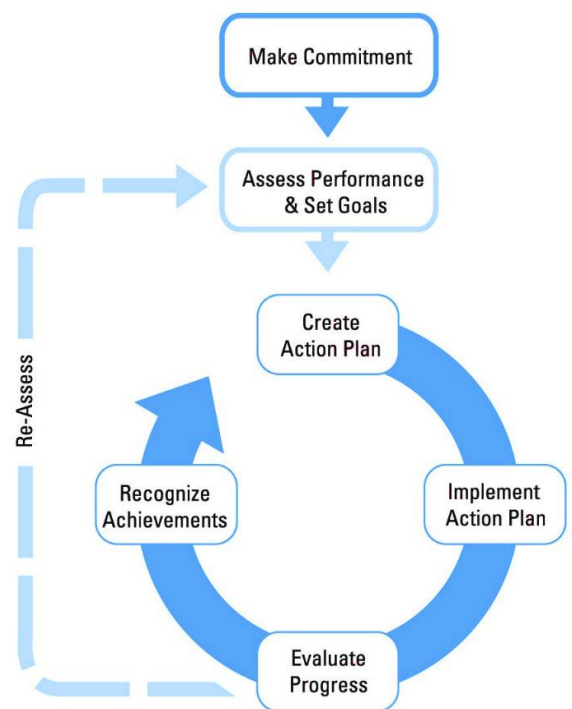 Make Commitment
Assess Performance
& Set Goals
Create
Action Plan
Re-Assess
Recognize
Achievements
Implement
Action Plan
Evaluate
Progress